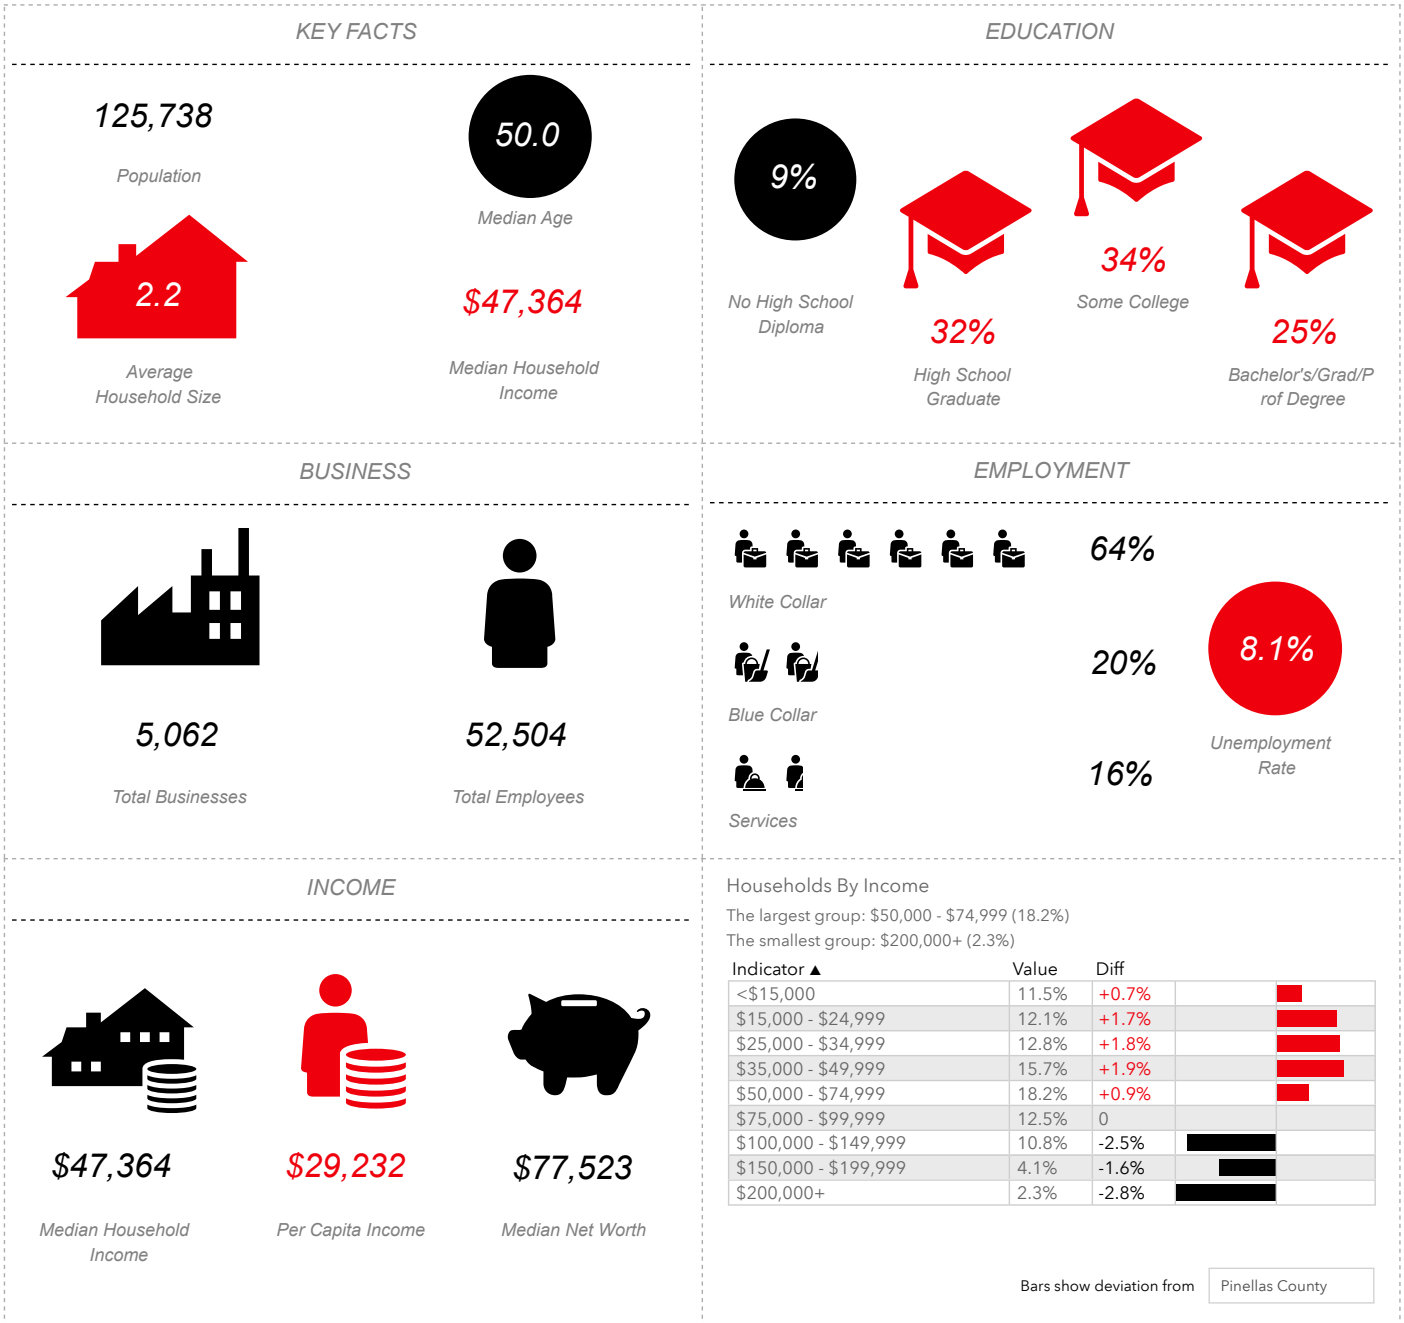 KEY FACTS
125,738
Population
50.0
Median Age
2.2
Average
Household Size
$47,364
Median Household
Income
EDUCATION
9%
No High School
Diploma
32%
High School
Graduate
34%
Some College
25%
Bachelor's/Grad/P
rof Degree
BUSINESS
5,062
Total Businesses
52,504
Total Employees
EMPLOYMENT
64%
White Collar
20%
Blue Collar
16%
Services
8.1%
Unemployment
Rate
INCOME
$47,364
Median Household
Income
$29,232
Per Capita Income
$77,523
Median Net Worth
Households By Income
The largest group: $50,000 - $74,999 (18.2%)
The smallest group: $200,000+ (2.3%)
Indicator ▲ Value Diff
<$15,000 11.5% +0.7%
$15,000 - $24,999 12.1% +1.7%
$25,000 - $34,999 12.8% +1.8%
$35,000 - $49,999 15.7% +1.9%
$50,000 - $74,999 18.2% +0.9%
$75,000 - $99,999 12.5% 0
$100,000 - $149,999 10.8% -2.5%
$150,000 - $199,999 4.1% -1.6%
$200,000+ 2.3% -2.8%
Bars show deviation from Pinellas County